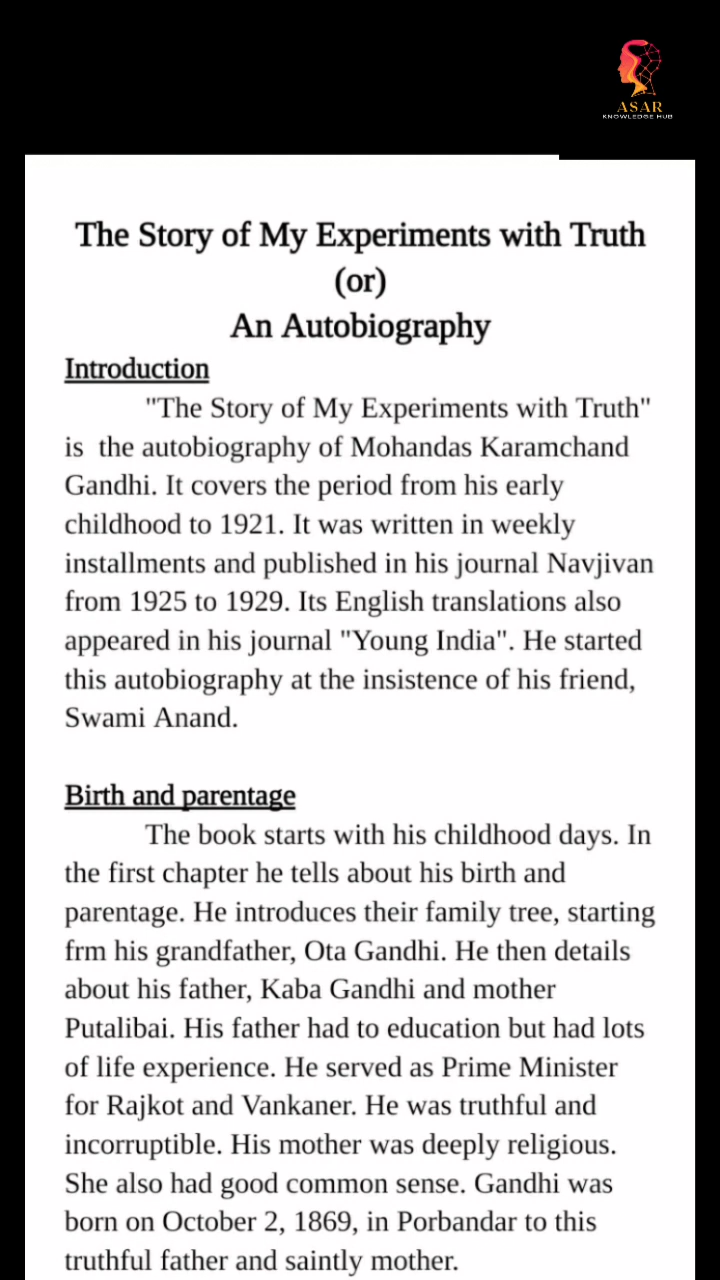 ASAR
KNOWLEDGE HUB
The Story of My Experiments with Truth
(or)
An Autobiography
Introduction
"The Story of My Experiments with Truth"
is the autobiography of Mohandas Karamchand
Gandhi. It covers the period from his early
childhood to 1921. It was written in weekly
installments and published in his journal Navjivan
from 1925 to 1929. Its English translations also
appeared in his journal "Young India". He started
this autobiography at the insistence of his friend,
Swami Anand.
Birth and parentage
The book starts with his childhood days. In
the first chapter he tells about his birth and
parentage. He introduces their family tree, starting
frm his grandfather, Ota Gandhi. He then details
about his father, Kaba Gandhi and mother
Putalibai. His father had to education but had lots
of life experience. He served as Prime Minister
for Rajkot and Vankaner. He was truthful and
incorruptible. His mother was deeply religious.
She also had good common sense. Gandhi was
born on October 2, 1869, in Porbandar to this
truthful father and saintly mother.